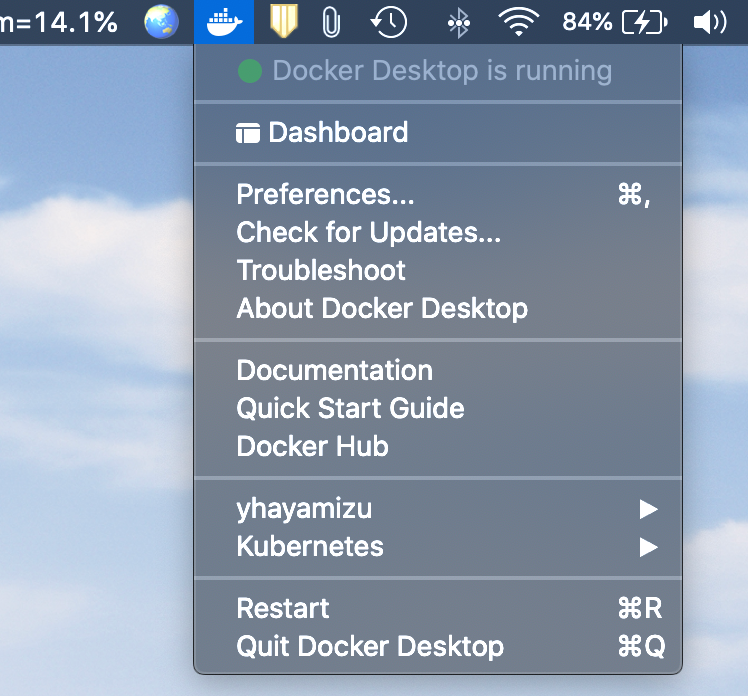 m=14.1%
84%
Docker Desktop is running
Dashboard
Preferences... ⌘,
Check for Updates...
Troubleshoot
About Docker Desktop
Documentation
Quick Start Guide
Docker Hub
yhayamizu ▶
Kubernetes ▶
Restart ⌘R
Quit Docker Desktop ⌘Q